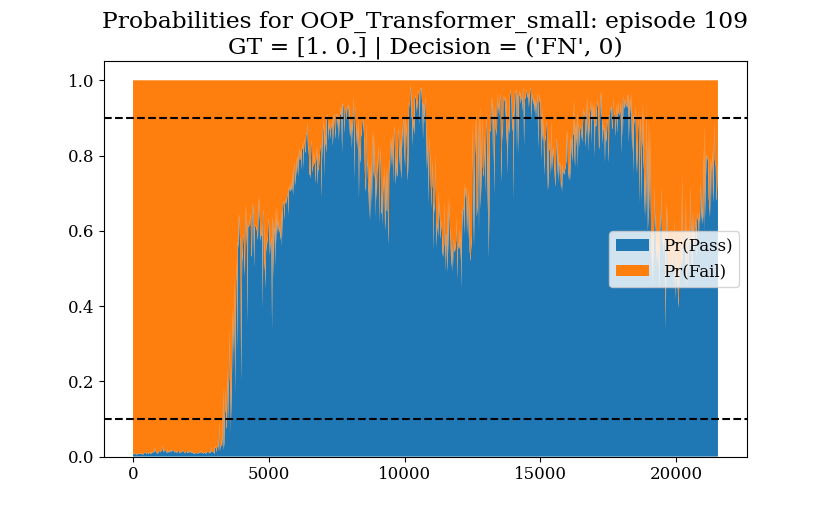 Probabilities for OOP_Transformer_small: episode 109
GT = [1. 0.] | Decision = ('FN', 0)
1.0
0.8
0.6
0.4
0.2
0.0
Pr(Pass)
Pr(Fail)
0
5000
10000
15000
20000